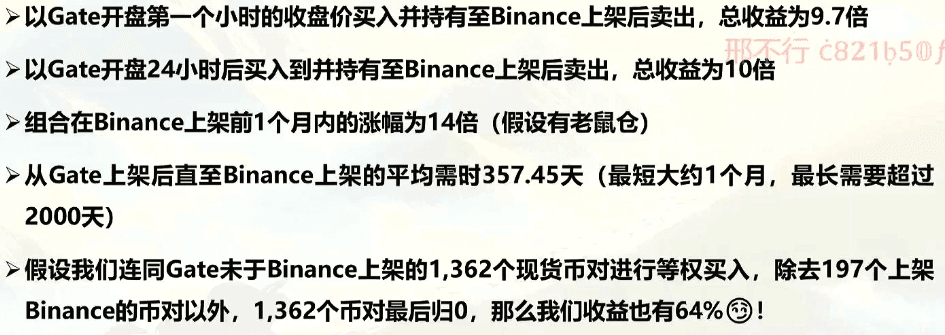 ➢以Gate开盘第一个小时的收盘价买入并持有至Binance上架后卖出，总收益为9.7倍
邢不行
➢以Gate开盘24小时后买入到并持有至Binance上架后卖出，总收益为10倍
➢组合在Binance上架前1个月内的涨幅为14倍（假设有老鼠仓）
➢从Gate上架后直至Binance上架的平均需时357.45天（最短大约1个月，最长需要超过
2000天）
➢假设我们连同Gate未于Binance上架的1,362个现货币对进行等权买入，除去197个上架
Binance的币对以外，1,362个币对最后归0，那么我们收益也有64%😏！